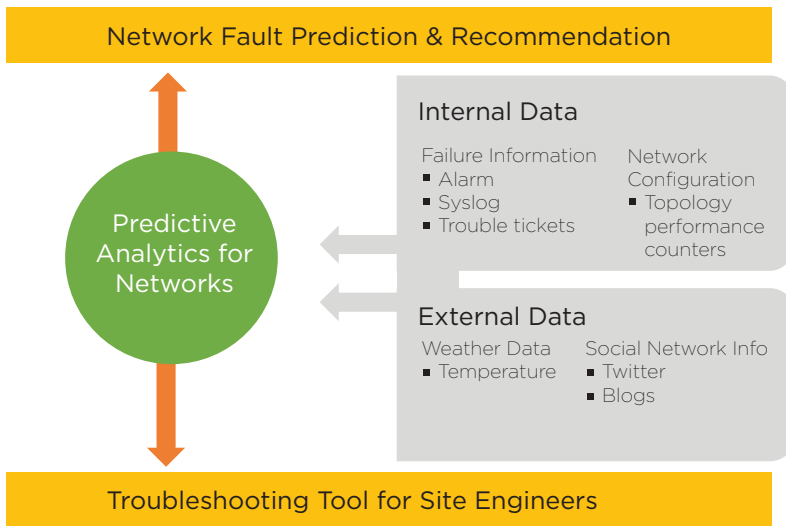 Network Fault Prediction & Recommendation
Predictive
Analytics for
Networks
Internal Data
Failure Information
▪ Alarm
▪ Syslog
▪ Trouble tickets
Network
Configuration
▪ Topology
performance
counters
External Data
Weather Data
▪ Temperature
Social Network Info
▪ Twitter
▪ Blogs
Troubleshooting Tool for Site Engineers